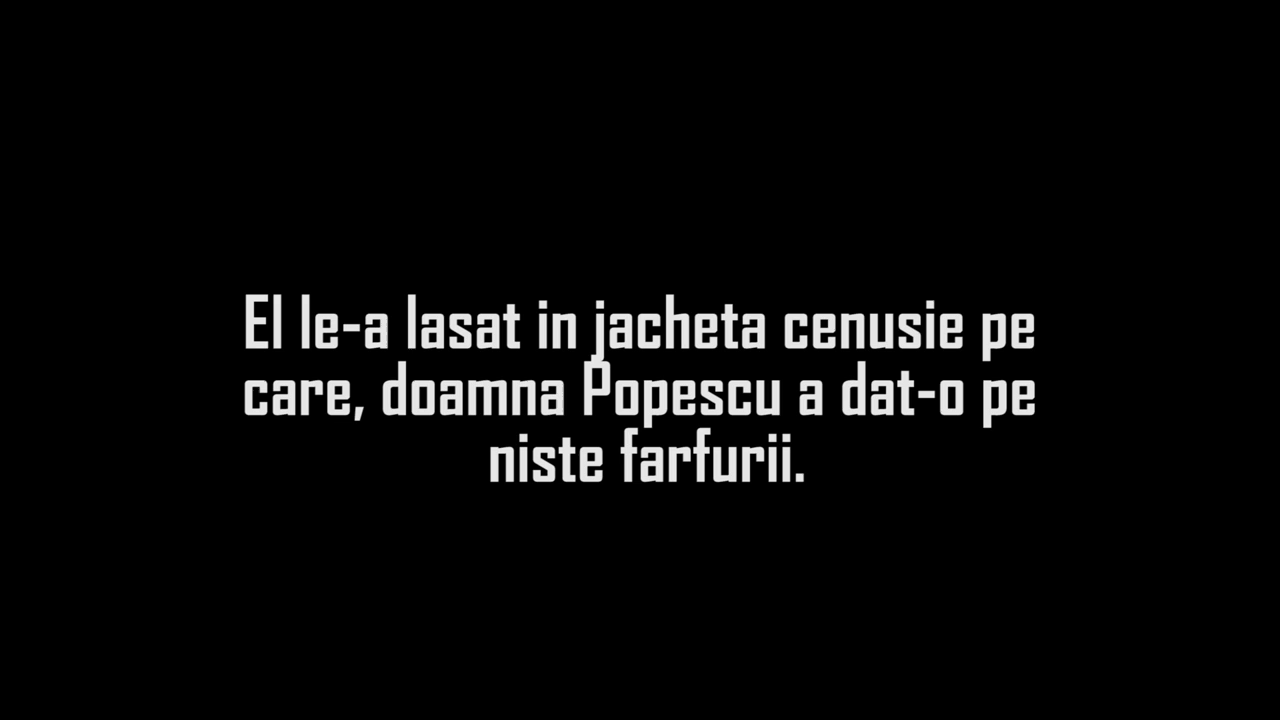 El le-a lasat in jacheta cenusie pe
care, doamna Popescu a dat-o pe
niste farfurii.